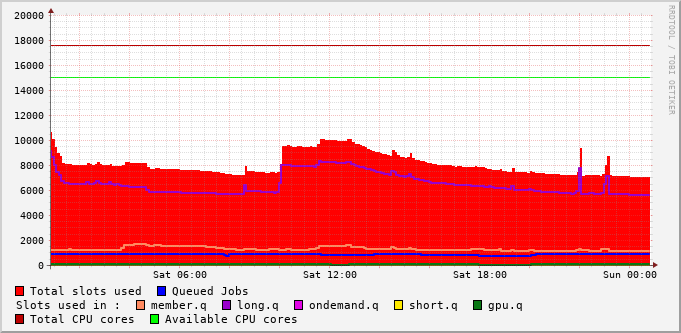 20000
18000
16000
14000
12000
10000
8000
6000
4000
2000
0
Sat 06:00 Sat 12:00 Sat 18:00 Sun 00:00
RRDTOOL / TOBI OETIKER
Total slots used Queued Jobs
Slots used in : member.q long.q ondemand.q short.q gpu.q
Total CPU cores Available CPU cores